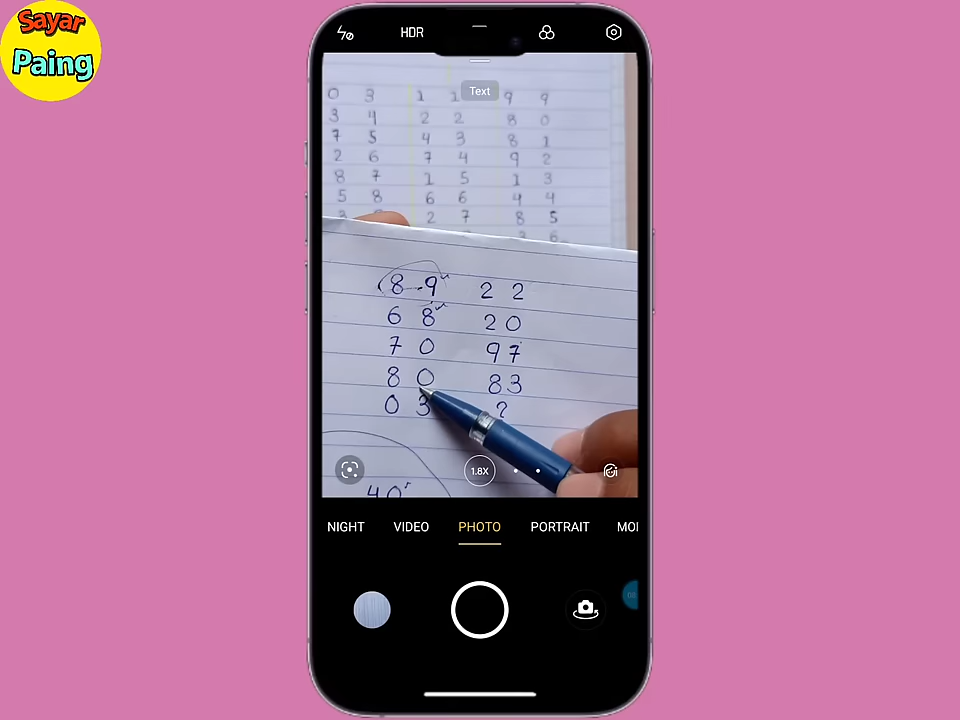 Sayar
Paing
HDR
Text
0 3 1 1 9 9
3 4 2 2 8 0
7 5 4 3 8 1
2 6 7 4 9 2
8 7 1 5 1 3
5 8 6 6 4 4
2 7 8 5
3 6
8 9 2 2
6 8 2 0
7 0 9 7
8 0 8 3
0 3 ?
1.8X
40
NIGHT VIDEO PHOTO PORTRAIT